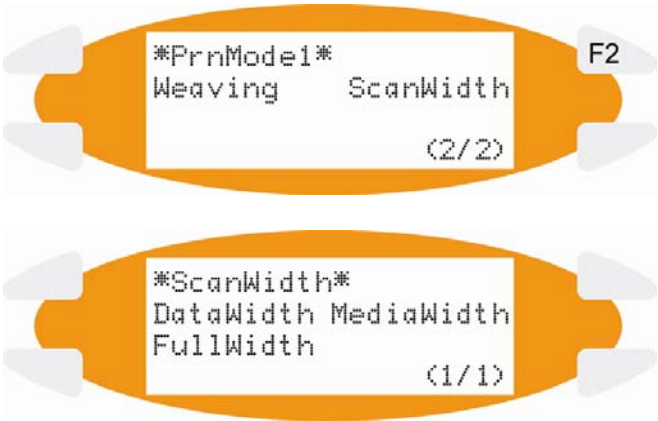 *PrnMode1*
F2
Weaving ScanWidth
(2/2)
*ScanWidth*
DataWidth MediaWidth
FullWidth
(1/1)